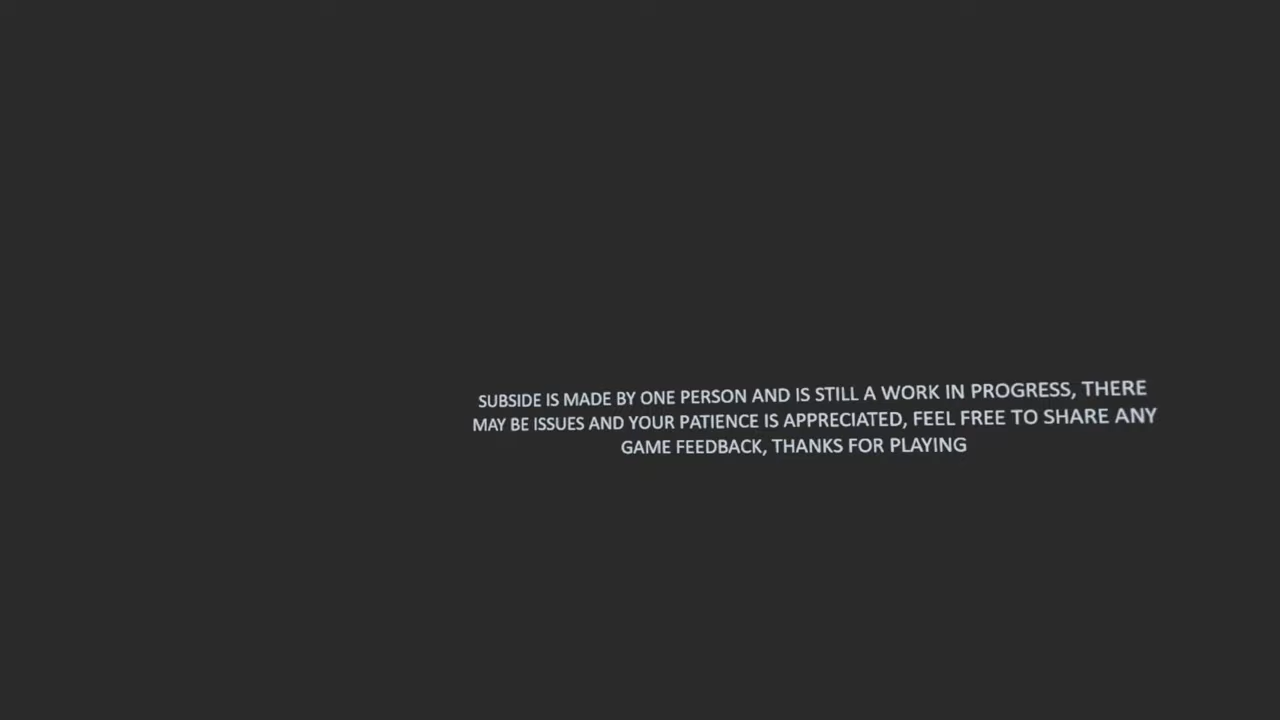 SUBSIDE IS MADE BY ONE PERSON AND IS STILL A WORK IN PROGRESS, THERE
MAY BE ISSUES AND YOUR PATIENCE IS APPRECIATED, FEEL FREE TO SHARE ANY
GAME FEEDBACK, THANKS FOR PLAYING